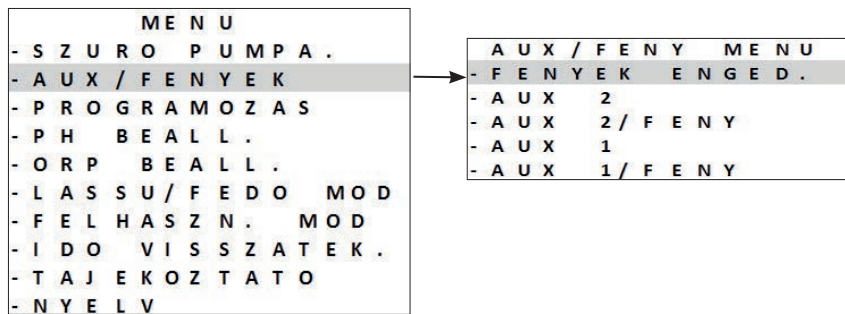 MENU
- SZURO PUMPA.
- AUX/FENYEK
- PROGRAMOZAS
- PH BEALL.
- ORP BEALL.
- LASSU/FEDO MOD
- FELHASZN. MOD
- IDO VISSZATEK.
- TAJEKOZTATO
- NYELV
AUX/FENY MENU
- FENYEK ENGED.
- AUX 2
- AUX 2/FENY
- AUX 1
- AUX 1/FENY